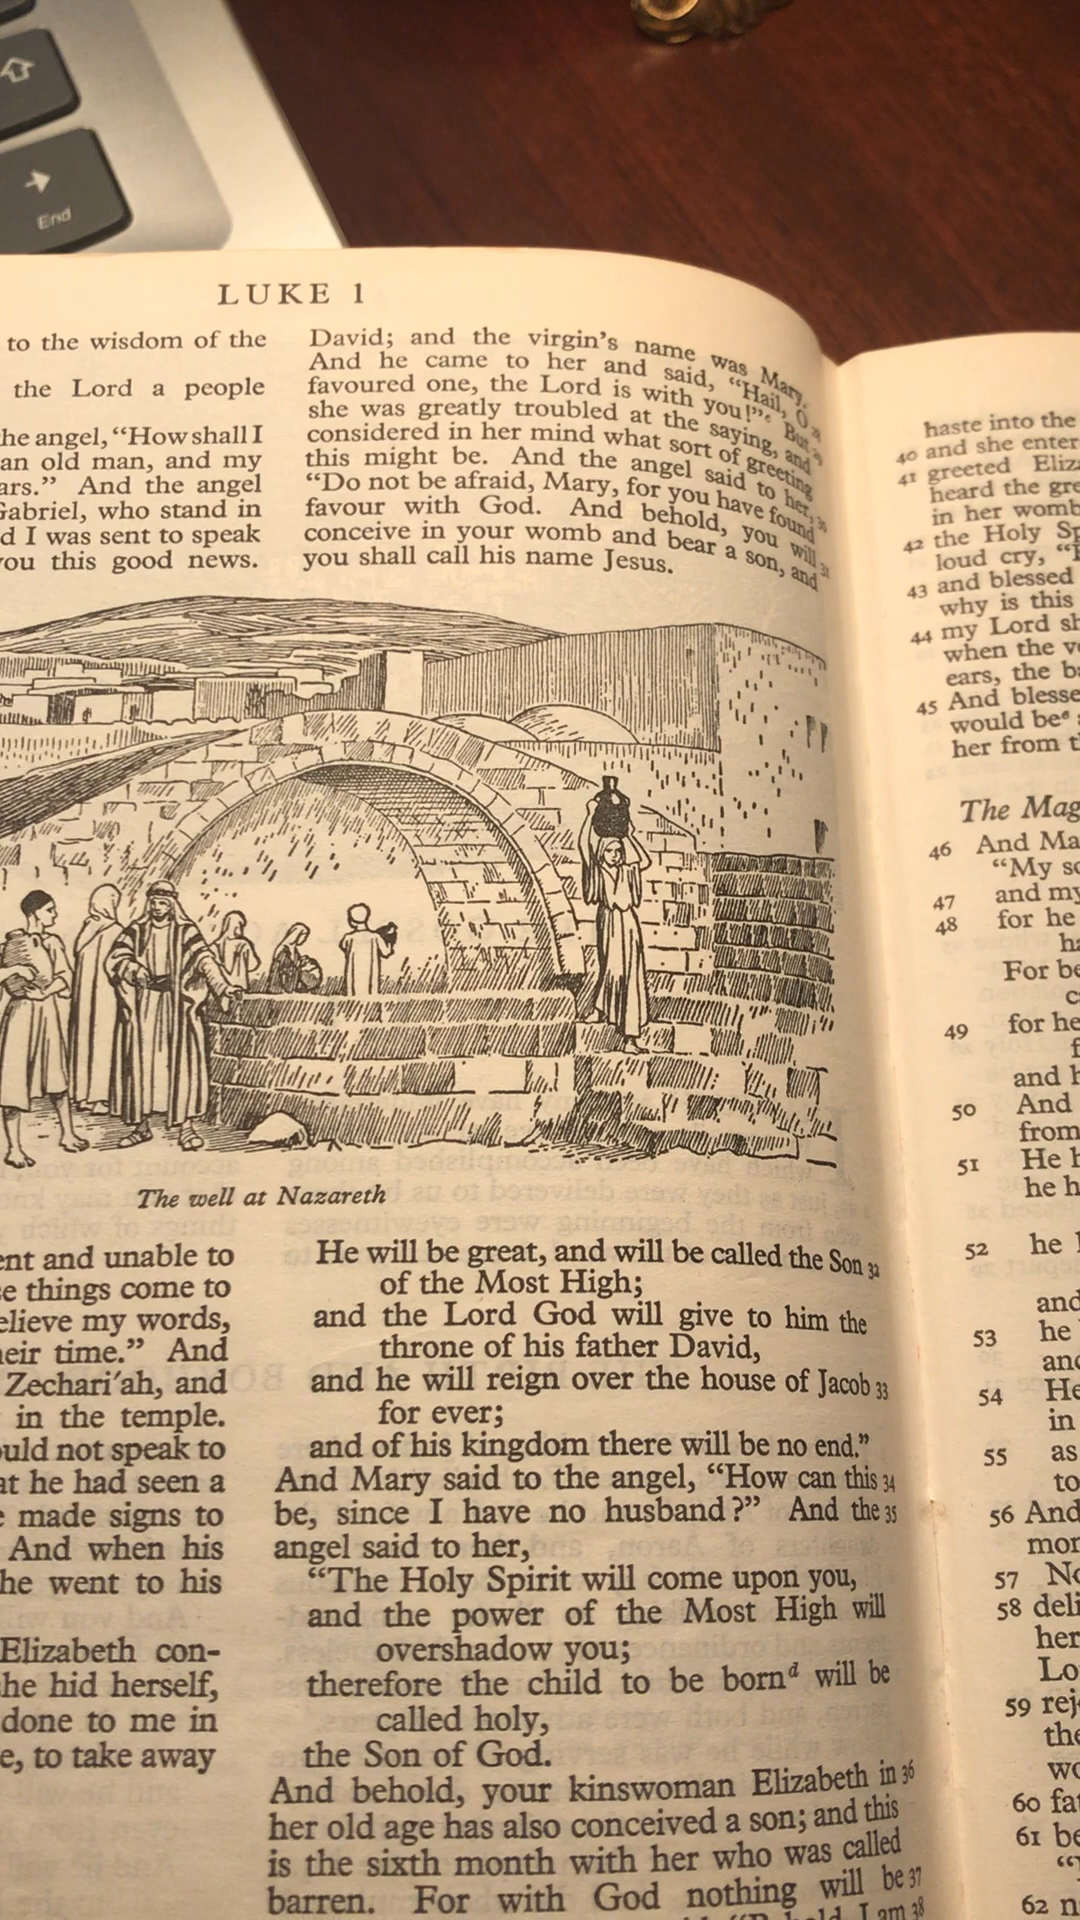 End
LUKE 1
to the wisdom of the
the Lord a people
he angel, “How shall I
an old man, and my
ars.” And the angel
Gabriel, who stand in
d I was sent to speak
ou this good news.
David; and the virgin’s name was Mary.
And he came to her and said, “Hail, O 28
favoured one, the Lord is with you!”c But 29
she was greatly troubled at the saying, and
considered in her mind what sort of greeting
this might be. And the angel said to her, 30
“Do not be afraid, Mary, for you have found
favour with God. And behold, you will 31
conceive in your womb and bear a son, and
you shall call his name Jesus.
The well at Nazareth
ent and unable to
e things come to
elieve my words,
heir time.” And
Zechari′ah, and
in the temple.
ould not speak to
at he had seen a
e made signs to
And when his
he went to his
Elizabeth con-
he hid herself,
done to me in
e, to take away
He will be great, and will be called the Son 32
of the Most High;
and the Lord God will give to him the
throne of his father David,
and he will reign over the house of Jacob 33
for ever;
and of his kingdom there will be no end.”
And Mary said to the angel, “How can this 34
be, since I have no husband?” And the 35
angel said to her,
“The Holy Spirit will come upon you,
and the power of the Most High will
overshadow you;
therefore the child to be bornd will be
called holy,
the Son of God.
And behold, your kinswoman Elizabeth in 36
her old age has also conceived a son; and this
is the sixth month with her who was called
barren. For with God nothing will be 37
I am 38
haste into the
40 and she enter
41 greeted Eliz
heard the gre
in her womb
42 the Holy Sp
loud cry, “
43 and blessed
why is this
44 my Lord sh
when the v
ears, the b
45 And blesse
would bee
her from t
The Mag
46 And Ma
“My so
47 and my
48 for he
ha
For be
c
49 for he
f
and h
50 And
from
51 He h
he h
52 he
and
53 he
and
54 He
in
55 as
to
56 And
mon
57 No
58 deli
her
Lo
59 rej
the
wo
60 fat
61 be
“
62 n